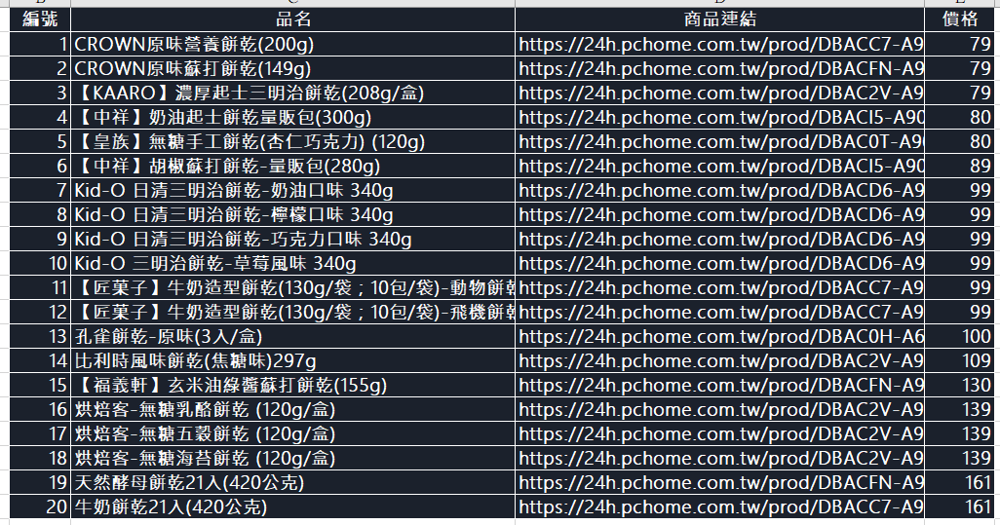 編號 品名 商品連結 價格
1 CROWN原味營養餅乾(200g) https://24h.pchome.com.tw/prod/DBACC7-A9 79
2 CROWN原味蘇打餅乾(149g) https://24h.pchome.com.tw/prod/DBACFN-A9 79
3 【KAARO】濃厚起士三明治餅乾(208g/盒) https://24h.pchome.com.tw/prod/DBAC2V-A9 79
4 【中祥】奶油起士餅乾量販包(300g) https://24h.pchome.com.tw/prod/DBACI5-A90 80
5 【皇族】無糖手工餅乾(杏仁巧克力) (120g) https://24h.pchome.com.tw/prod/DBAC0T-A90 80
6 【中祥】胡椒蘇打餅乾-量販包(280g) https://24h.pchome.com.tw/prod/DBACI5-A90 89
7 Kid-O 日清三明治餅乾-奶油口味 340g https://24h.pchome.com.tw/prod/DBACD6-A9 99
8 Kid-O 日清三明治餅乾-檸檬口味 340g https://24h.pchome.com.tw/prod/DBACD6-A9 99
9 Kid-O 日清三明治餅乾-巧克力口味 340g https://24h.pchome.com.tw/prod/DBACD6-A9 99
10 Kid-O 三明治餅乾-草莓風味 340g https://24h.pchome.com.tw/prod/DBACD6-A9 99
11 【匠菓子】牛奶造型餅乾(130g/袋；10包/袋)-動物餅乾 https://24h.pchome.com.tw/prod/DBACC7-A9 99
12 【匠菓子】牛奶造型餅乾(130g/袋；10包/袋)-飛機餅乾 https://24h.pchome.com.tw/prod/DBACC7-A9 99
13 孔雀餅乾-原味(3入/盒) https://24h.pchome.com.tw/prod/DBAC0H-A6 100
14 比利時風味餅乾(焦糖味)297g https://24h.pchome.com.tw/prod/DBAC2V-A9 109
15 【福義軒】玄米油綠醬蘇打餅乾(155g) https://24h.pchome.com.tw/prod/DBACFN-A9 130
16 烘焙客-無糖乳酪餅乾 (120g/盒) https://24h.pchome.com.tw/prod/DBAC2V-A9 139
17 烘焙客-無糖五穀餅乾 (120g/盒) https://24h.pchome.com.tw/prod/DBAC2V-A9 139
18 烘焙客-無糖海苔餅乾 (120g/盒) https://24h.pchome.com.tw/prod/DBAC2V-A9 139
19 天然酵母餅乾21入(420公克) https://24h.pchome.com.tw/prod/DBACFN-A9 161
20 牛奶餅乾21入(420公克) https://24h.pchome.com.tw/prod/DBACC7-A9 161